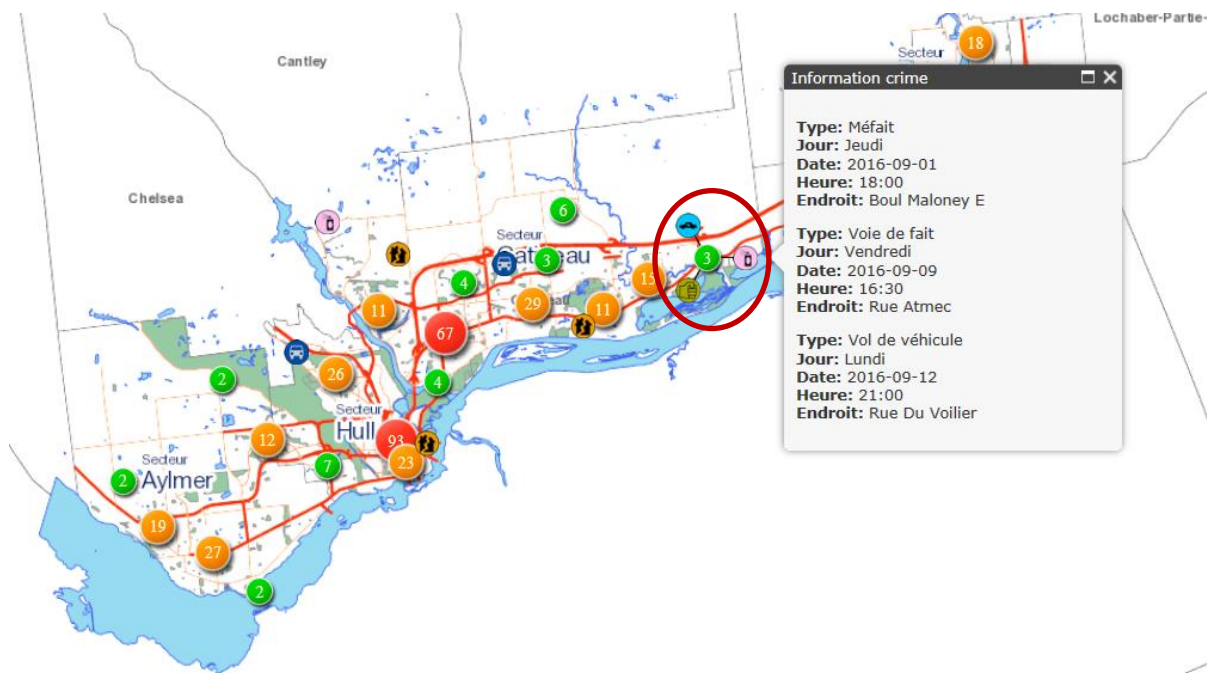 Lochaber-Partie-
Cantley
Secteur
18
Information crime
Type: Méfait
Jour: Jeudi
Date: 2016-09-01
Heure: 18:00
Endroit: Boul Maloney E
Type: Voie de fait
Jour: Vendredi
Date: 2016-09-09
Heure: 16:30
Endroit: Rue Atmec
Type: Vol de véhicule
Jour: Lundi
Date: 2016-09-12
Heure: 21:00
Endroit: Rue Du Voilier
Chelsea
6
Secteur
3
3
4
15
29
11
11
67
26
2
4
Secteur
Hull
93
12
23
7
Secteur
2
Aylmer
19
27
2